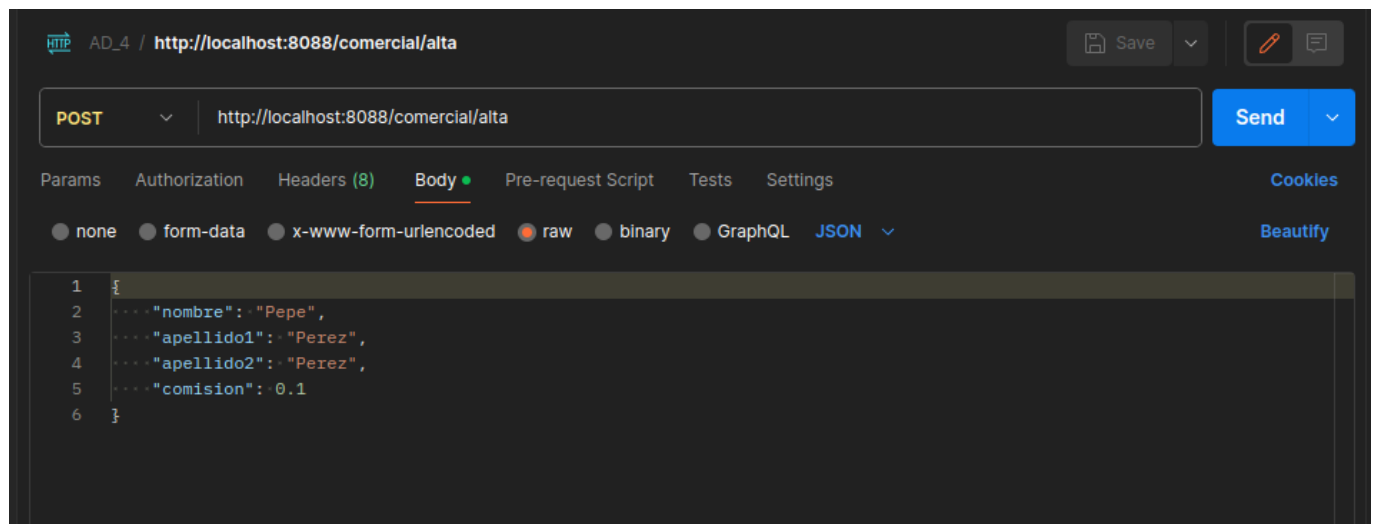 HTTP AD_4 / http://localhost:8088/comercial/alta Save
POST http://localhost:8088/comercial/alta Send
Params Authorization Headers (8) Body Pre-request Script Tests Settings Cookies
none form-data x-www-form-urlencoded raw binary GraphQL JSON Beautify
1 {
2 "nombre": "Pepe",
3 "apellido1": "Perez",
4 "apellido2": "Perez",
5 "comision": 0.1
6 }